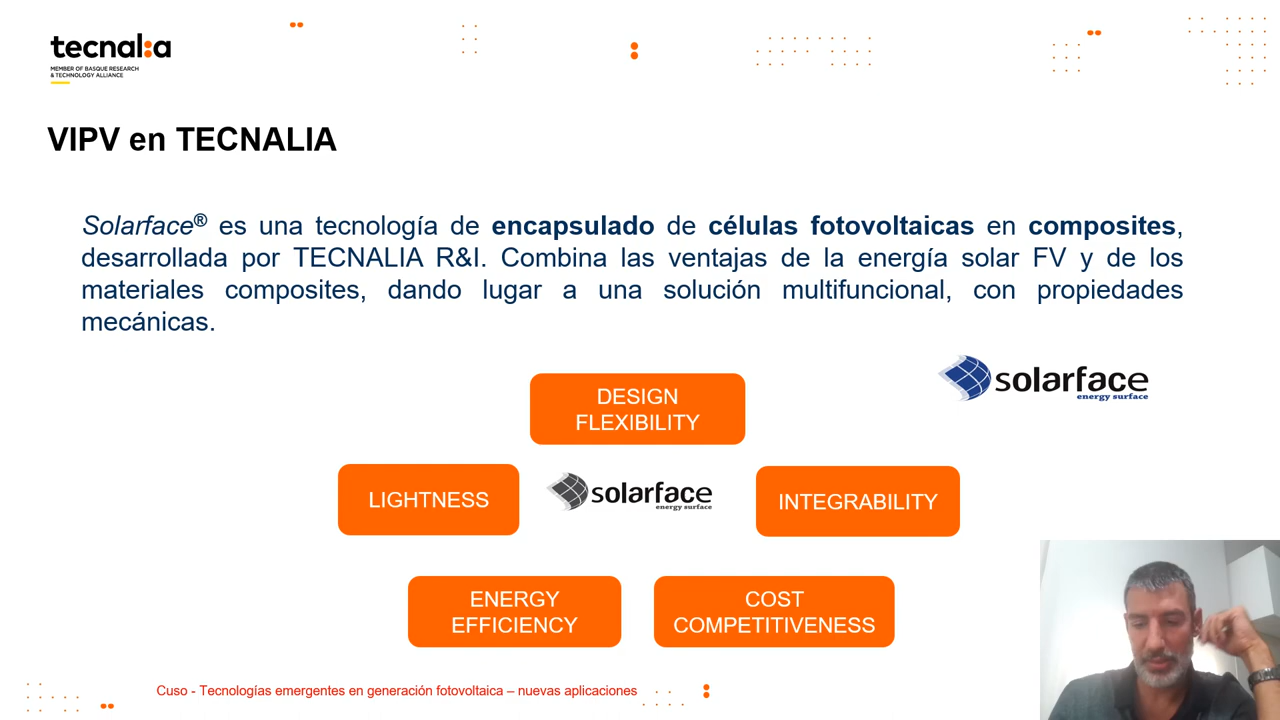 tecnalia
MEMBER OF BASQUE RESEARCH
& TECHNOLOGY ALLIANCE
VIPV en TECNALIA
Solarface® es una tecnología de encapsulado de células fotovoltaicas en composites,
desarrollada por TECNALIA R&I. Combina las ventajas de la energía solar FV y de los
materiales composites, dando lugar a una solución multifuncional, con propiedades
mecánicas.
solarface
energy surface
DESIGN
FLEXIBILITY
LIGHTNESS
solarface
energy surface
INTEGRABILITY
ENERGY
EFFICIENCY
COST
COMPETITIVENESS
Cuso - Tecnologías emergentes en generación fotovoltaica – nuevas aplicaciones